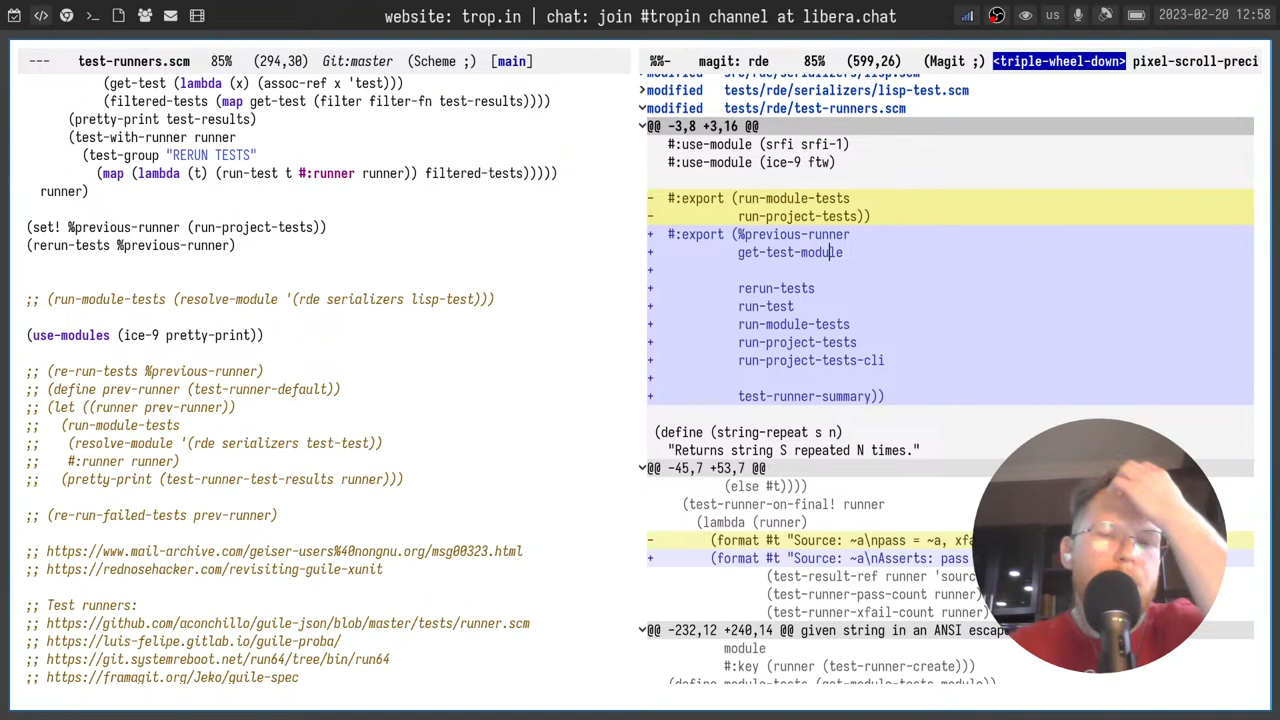 website: trop.in | chat: join #tropin channel at libera.chat
us
2023-02-20 12:58
--- test-runners.scm 85% (294,30) Git:master (Scheme ;) [main]
(get-test (lambda (x) (assoc-ref x 'test)))
(filtered-tests (map get-test (filter filter-fn test-results))))
(pretty-print test-results)
(test-with-runner runner
(test-group "RERUN TESTS"
(map (lambda (t) (run-test t #:runner runner)) filtered-tests)))))
runner)
(set! %previous-runner (run-project-tests))
(rerun-tests %previous-runner)
;; (run-module-tests (resolve-module '(rde serializers lisp-test)))
(use-modules (ice-9 pretty-print))
;; (re-run-tests %previous-runner)
;; (define prev-runner (test-runner-default))
;; (let ((runner prev-runner))
;;   (run-module-tests
;;    (resolve-module '(rde serializers test-test))
;;    #:runner runner)
;;   (pretty-print (test-runner-test-results runner)))
;; (re-run-failed-tests prev-runner)
;; https://www.mail-archive.com/geiser-users%40nongnu.org/msg00323.html
;; https://rednosehacker.com/revisiting-guile-xunit
;; Test runners:
;; https://github.com/aconchillo/guile-json/blob/master/tests/runner.scm
;; https://luis-felipe.gitlab.io/guile-proba/
;; https://git.systemreboot.net/run64/tree/bin/run64
;; https://framagit.org/Jeko/guile-spec
%%- magit: rde 85% (599,26) (Magit ;) <triple-wheel-down> pixel-scroll-preci
modified src/rde/serializers/lisp.scm
modified tests/rde/serializers/lisp-test.scm
modified tests/rde/test-runners.scm
@@ -3,8 +3,16 @@
#:use-module (srfi srfi-1)
#:use-module (ice-9 ftw)
- #:export (run-module-tests
- run-project-tests))
+ #:export (%previous-runner
+ get-test-module
+
+ rerun-tests
+ run-test
+ run-module-tests
+ run-project-tests
+ run-project-tests-cli
+
+ test-runner-summary))
(define (string-repeat s n)
"Returns string S repeated N times."
@@ -45,7 +53,7 @@
(else #t))))
(test-runner-on-final! runner
(lambda (runner)
- (format #t "Source: ~a\npass = ~a, xfa
+ (format #t "Source: ~a\nAsserts: pass
(test-result-ref runner 'sourc
(test-runner-pass-count runner)
(test-runner-xfail-count runner)
@@ -232,12 +240,14 @@ given string in an ANSI escap
module
#:key (runner (test-runner-create)))
(define module-tests (get-module-tests module))